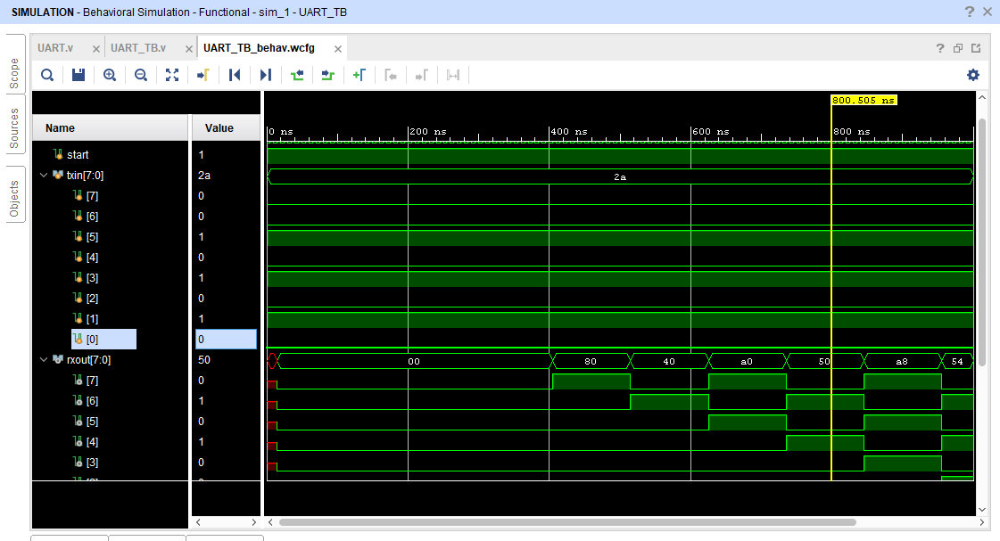 SIMULATION - Behavioral Simulation - Functional - sim_1 - UART_TB
UART.v
UART_TB.v
UART_TB_behav.wcfg
Scope
Sources
Objects
Name Value
800.505 ns
0 ns 200 ns 400 ns 600 ns 800 ns
start 1
txin[7:0] 2a 2a
[7] 0
[6] 0
[5] 1
[4] 0
[3] 1
[2] 0
[1] 1
[0] 0
rxout[7:0] 50 00 80 40 a0 50 a8 54
[7] 0
[6] 1
[5] 0
[4] 1
[3] 0